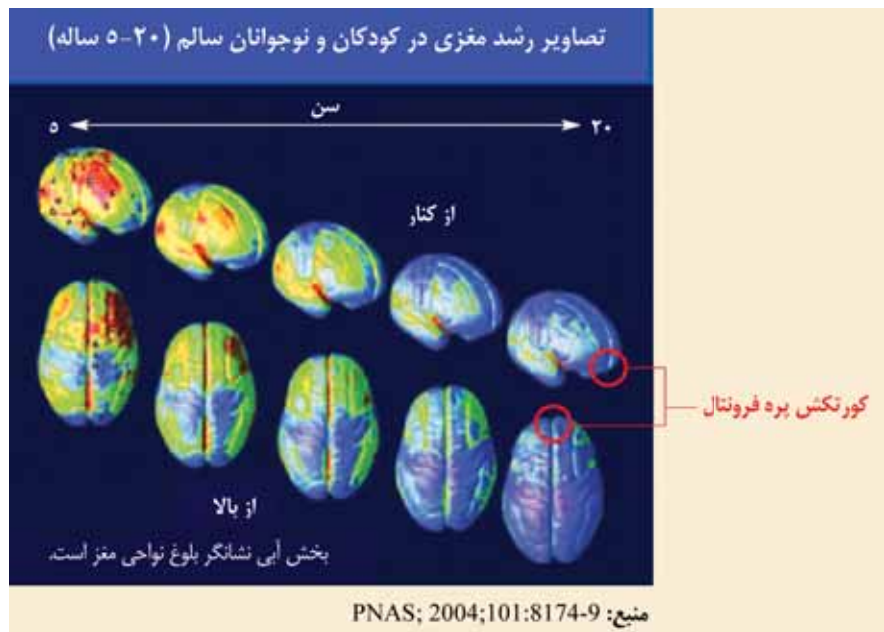 تصاویر رشد مغزی در کودکان و نوجوانان سالم (۲۰-۵ ساله)
سن
۵
۲۰
از کنار
کورتکش پره فرونتال
از بالا
بخش آبی نشانگر بلوغ نواحی مغز است.
منبع: PNAS; 2004;101:8174-9